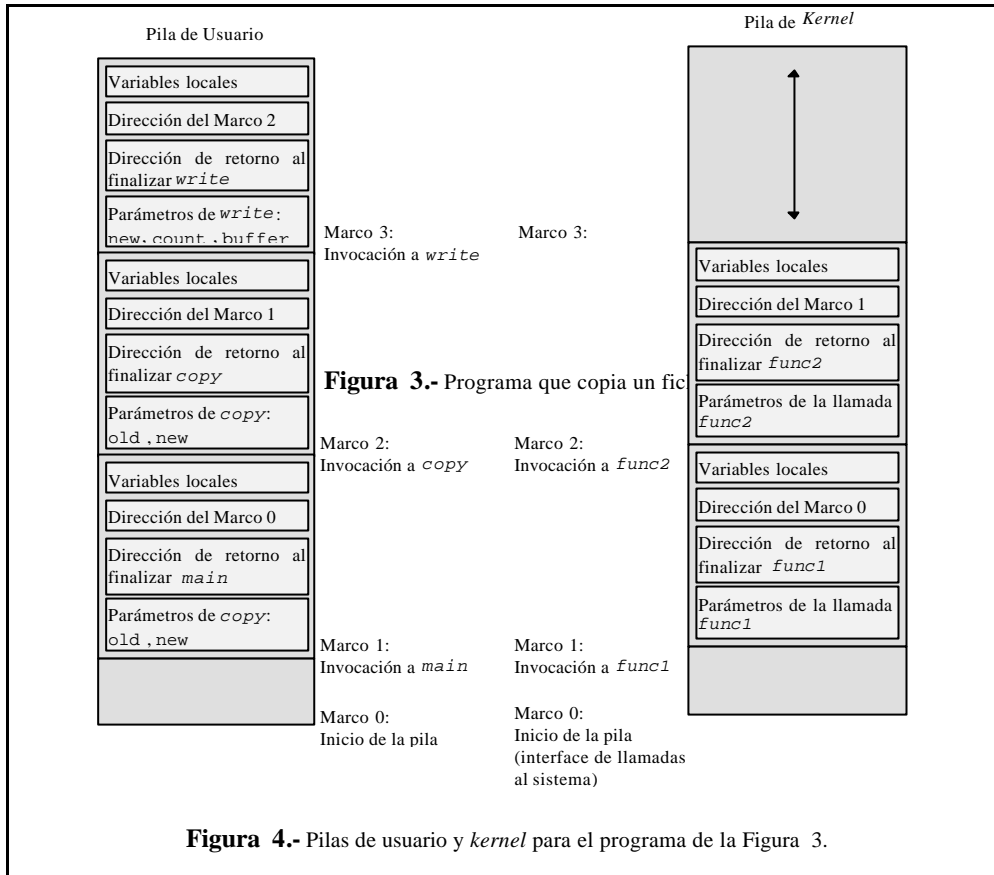 Pila de Usuario
Variables locales
Dirección del Marco 2
Dirección de retorno al
finalizar write
Parámetros de write:
new, count ,buffer
Variables locales
Dirección del Marco 1
Dirección de retorno al
finalizar copy
Parámetros de copy:
old ,new
Variables locales
Dirección del Marco 0
Dirección de retorno al
finalizar main
Parámetros de copy:
old ,new
Marco 3:
Invocación a write
Marco 2:
Invocación a copy
Marco 1:
Invocación a main
Marco 0:
Inicio de la pila
Figura 3.- Programa que copia un fic
Marco 3:
Marco 2:
Invocación a func2
Marco 1:
Invocación a func1
Marco 0:
Inicio de la pila
(interface de llamadas
al sistema)
Pila de Kernel
Variables locales
Dirección del Marco 1
Dirección de retorno al
finalizar func2
Parámetros de la llamada
func2
Variables locales
Dirección del Marco 0
Dirección de retorno al
finalizar func1
Parámetros de la llamada
func1
Figura 4.- Pilas de usuario y kernel para el programa de la Figura 3.